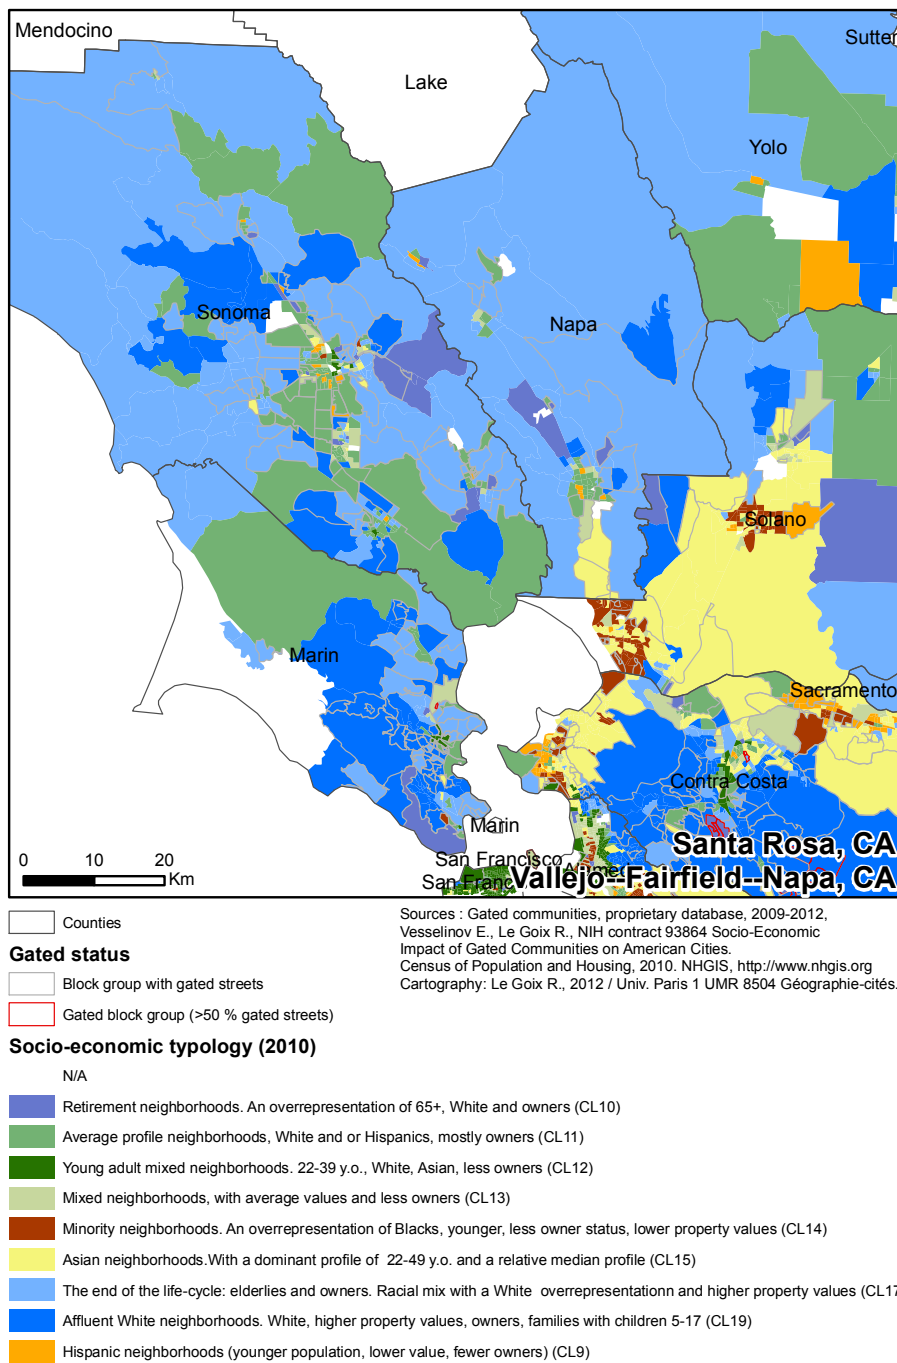 Mendocino
Sutter
Lake
Yolo
Sonoma
Napa
Solano
Marin
Sacramento
Contra Costa
Marin
Santa Rosa, CA
San Francisco
San Franc
Vallejo--Fairfield--Napa, CA
0 10 20
Km
Counties
Gated status
Block group with gated streets
Gated block group (>50 % gated streets)
Sources : Gated communities, proprietary database, 2009-2012,
Vesselinov E., Le Goix R., NIH contract 93864 Socio-Economic
Impact of Gated Communities on American Cities.
Census of Population and Housing, 2010. NHGIS, http://www.nhgis.org
Cartography: Le Goix R., 2012 / Univ. Paris 1 UMR 8504 Géographie-cités.
Socio-economic typology (2010)
N/A
Retirement neighborhoods. An overrepresentation of 65+, White and owners (CL10)
Average profile neighborhoods, White and or Hispanics, mostly owners (CL11)
Young adult mixed neighborhoods. 22-39 y.o., White, Asian, less owners (CL12)
Mixed neighborhoods, with average values and less owners (CL13)
Minority neighborhoods. An overrepresentation of Blacks, younger, less owner status, lower property values (CL14)
Asian neighborhoods.With a dominant profile of 22-49 y.o. and a relative median profile (CL15)
The end of the life-cycle: elderlies and owners. Racial mix with a White overrepresentationn and higher property values (CL17
Affluent White neighborhoods. White, higher property values, owners, families with children 5-17 (CL19)
Hispanic neighborhoods (younger population, lower value, fewer owners) (CL9)